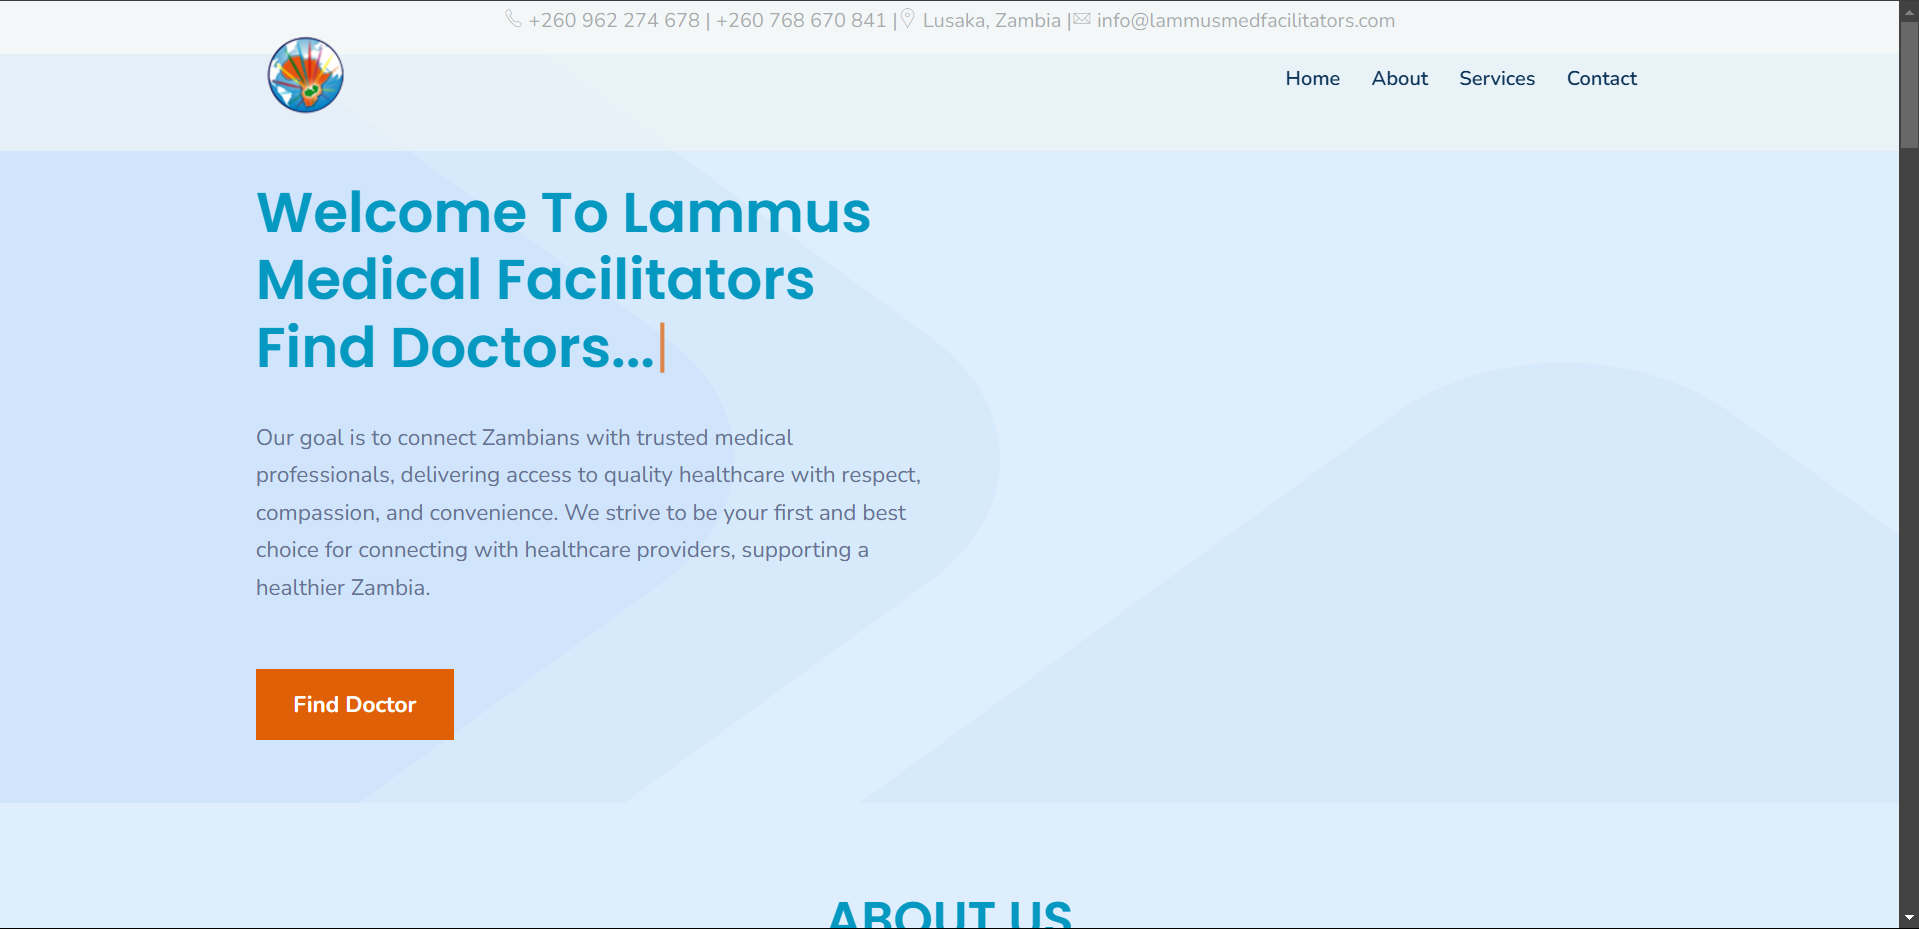 +260 962 274 678 | +260 768 670 841 | Lusaka, Zambia | info@lammusmedfacilitators.com
Home About Services Contact
Welcome To Lammus
Medical Facilitators
Find Doctors...
Our goal is to connect Zambians with trusted medical
professionals, delivering access to quality healthcare with respect,
compassion, and convenience. We strive to be your first and best
choice for connecting with healthcare providers, supporting a
healthier Zambia.
Find Doctor
ABOUT US